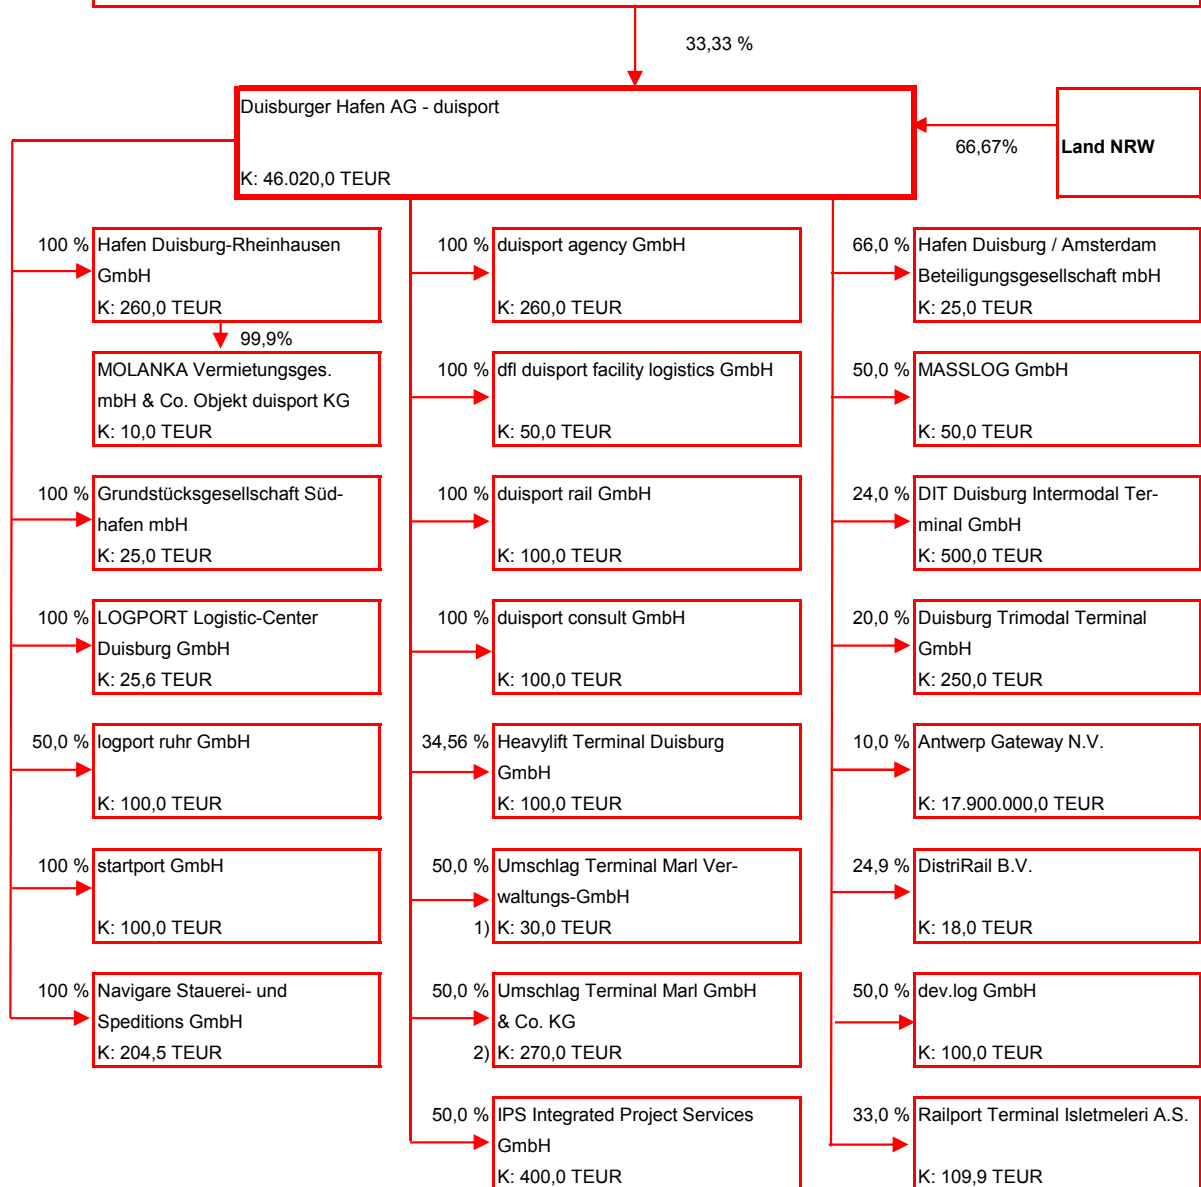 33,33 %
Duisburger Hafen AG - duisport
K: 46.020,0 TEUR
66,67%
Land NRW
100 %
Hafen Duisburg-Rheinhausen
GmbH
K: 260,0 TEUR
99,9%
MOLANKA Vermietungsges.
mbH & Co. Objekt duisport KG
K: 10,0 TEUR
100 %
Grundstücksgesellschaft Süd-
hafen mbH
K: 25,0 TEUR
100 %
LOGPORT Logistic-Center
Duisburg GmbH
K: 25,6 TEUR
50,0 %
logport ruhr GmbH
K: 100,0 TEUR
100 %
startport GmbH
K: 100,0 TEUR
100 %
Navigare Stauerei- und
Speditions GmbH
K: 204,5 TEUR
100 %
duisport agency GmbH
K: 260,0 TEUR
100 %
dfl duisport facility logistics GmbH
K: 50,0 TEUR
100 %
duisport rail GmbH
K: 100,0 TEUR
100 %
duisport consult GmbH
K: 100,0 TEUR
34,56 %
Heavylift Terminal Duisburg
GmbH
K: 100,0 TEUR
50,0 %
Umschlag Terminal Marl Ver-
waltungs-GmbH
1) K: 30,0 TEUR
50,0 %
Umschlag Terminal Marl GmbH
& Co. KG
2) K: 270,0 TEUR
50,0 %
IPS Integrated Project Services
GmbH
K: 400,0 TEUR
66,0 %
Hafen Duisburg / Amsterdam
Beteiligungsgesellschaft mbH
K: 25,0 TEUR
50,0 %
MASSLOG GmbH
K: 50,0 TEUR
24,0 %
DIT Duisburg Intermodal Ter-
minal GmbH
K: 500,0 TEUR
20,0 %
Duisburg Trimodal Terminal
GmbH
K: 250,0 TEUR
10,0 %
Antwerp Gateway N.V.
K: 17.900.000,0 TEUR
24,9 %
DistriRail B.V.
K: 18,0 TEUR
50,0 %
dev.log GmbH
K: 100,0 TEUR
33,0 %
Railport Terminal Isletmeleri A.S.
K: 109,9 TEUR